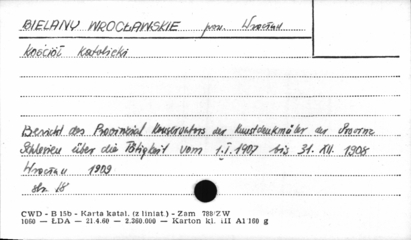 BIELANY WROCŁAWSKIE pow. Wrocław
Kościół Katolicki
Bericht des Provinzial Konservators der Kunstdenkmäler der Provinz
Schlesien über die Tätigkeit vom 1.I.1907 bis 31.XII.1908
Wrocław 1909
str. 18
CWD - B 15b - Karta katal. (z liniat.) - Zam 788/ZW
1060 — ŁDA — 21.4.60 - 2.360.000 — Karton kl. III A1 160 g